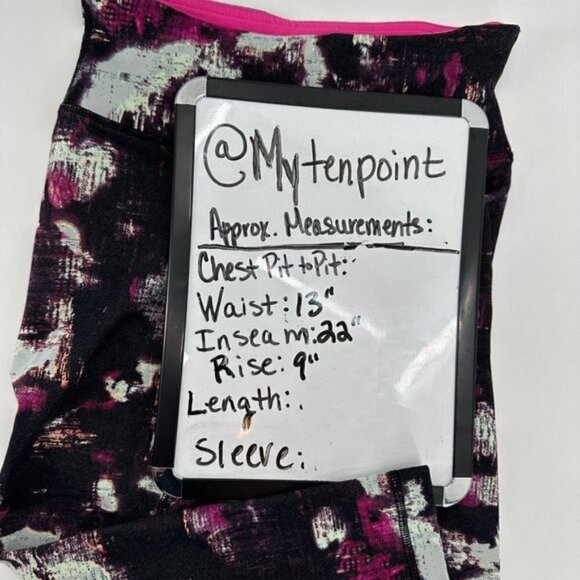 @Mytenpoint
Approx. Measurements:
Chest Pit to Pit:
Waist: 13"
Inseam: 22"
Rise: 9"
Length:.
Sleeve: